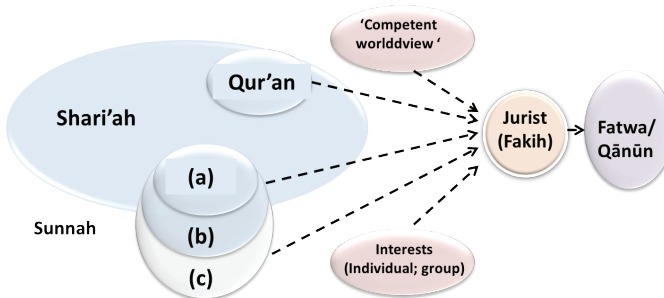 'Competent
worlddview '
Qur'an
Shari'ah
Jurist
(Fakih)
Fatwa/
Qānūn
(a)
Sunnah
(b)
(c)
Interests
(Individual; group)